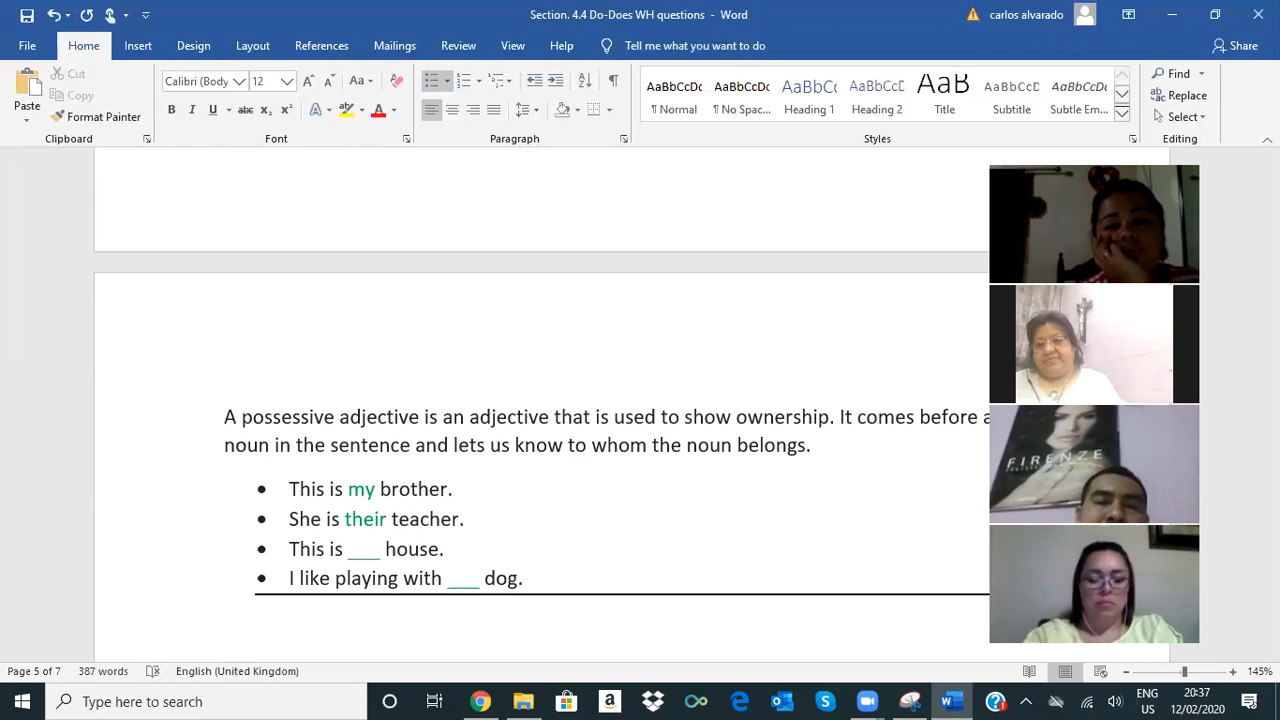 Section. 4.4 Do-Does WH questions - Word
carlos alvarado
File Home Insert Design Layout References Mailings Review View Help Tell me what you want to do Share
Paste
Cut
Copy
Format Painter
Clipboard
Calibri (Body 12
Font
Paragraph
AaBbCcDc AaBbCcDc AaBbCc AaBbCcD AaB AaBbCcD AaBbCcDc
¶ Normal ¶ No Spac... Heading 1 Heading 2 Title Subtitle Subtle Em...
Styles
Find
Replace
Select
Editing
A possessive adjective is an adjective that is used to show ownership. It comes before a
noun in the sentence and lets us know to whom the noun belongs.
• This is my brother.
• She is their teacher.
• This is ___ house.
• I like playing with ___ dog.
FIRENZE
Page 5 of 7 387 words English (United Kingdom) 145%
Type here to search
ENG
US
20:37
12/02/2020